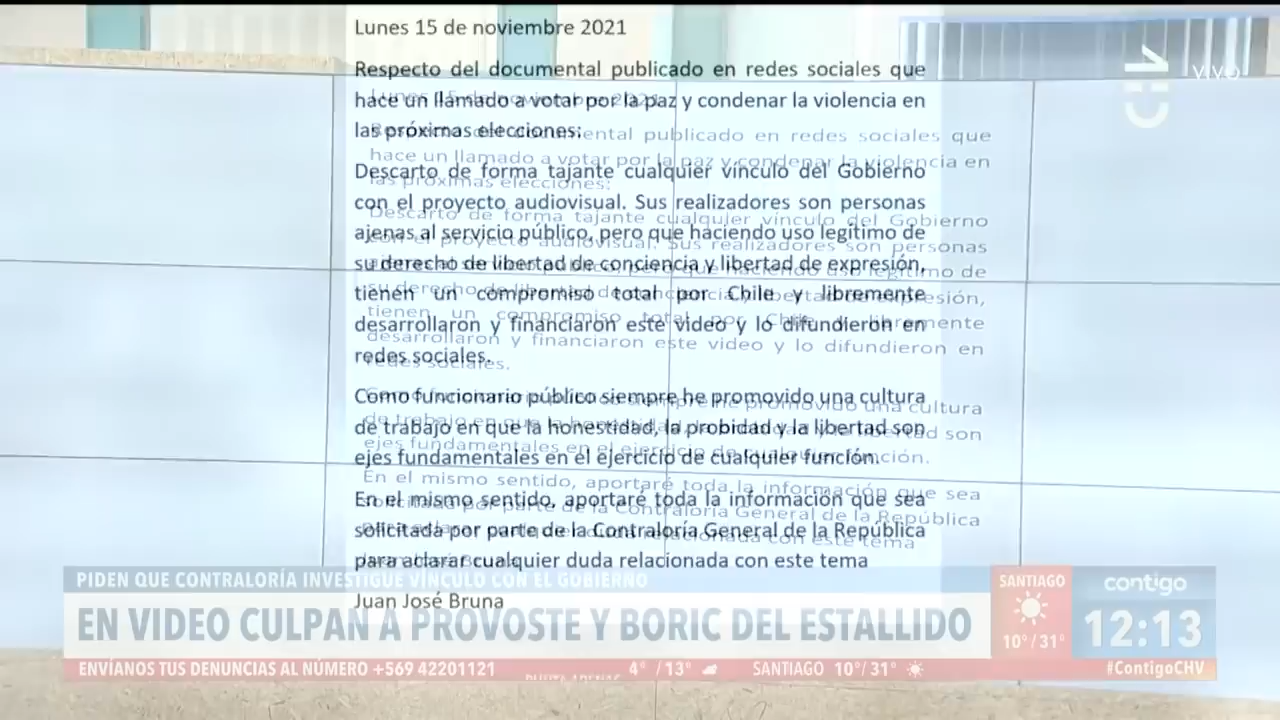 Lunes 15 de noviembre 2021
Respecto del documental publicado en redes sociales que
hace un llamado a votar por la paz y condenar la violencia en
las próximas elecciones:
Descarto de forma tajante cualquier vínculo del Gobierno
con el proyecto audiovisual. Sus realizadores son personas
ajenas al servicio público, pero que haciendo uso legítimo de
su derecho de libertad de conciencia y libertad de expresión,
tienen un compromiso total por Chile y libremente
desarrollaron y financiaron este video y lo difundieron en
redes sociales.
Como funcionario público siempre he promovido una cultura
de trabajo en que la honestidad, la probidad y la libertad son
ejes fundamentales en el ejercicio de cualquier función.
En el mismo sentido, aportaré toda la información que sea
solicitada por parte de la Contraloría General de la República
para aclarar cualquier duda relacionada con este tema
Juan José Bruna
CHV
VIVO
PIDEN QUE CONTRALORÍA INVESTIGUE VÍNCULO CON EL GOBIERNO
EN VIDEO CULPAN A PROVOSTE Y BORIC DEL ESTALLIDO
SANTIAGO
10°/31°
contigo
12:13
#ContigoCHV
ENVÍANOS TUS DENUNCIAS AL NÚMERO +569 42201121
PUNTA ARENAS
4° / 13°
SANTIAGO 10°/31°